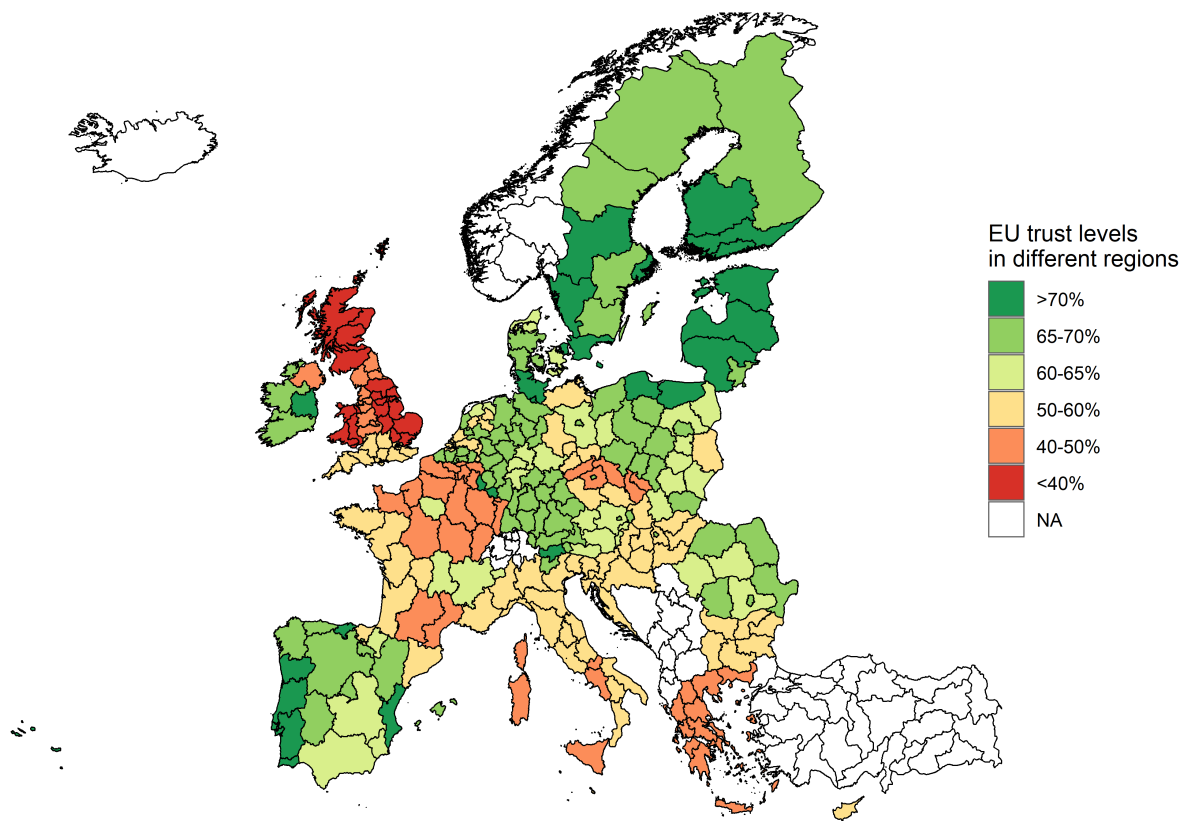 EU trust levels
in different regions
>70%
65-70%
60-65%
50-60%
40-50%
<40%
NA